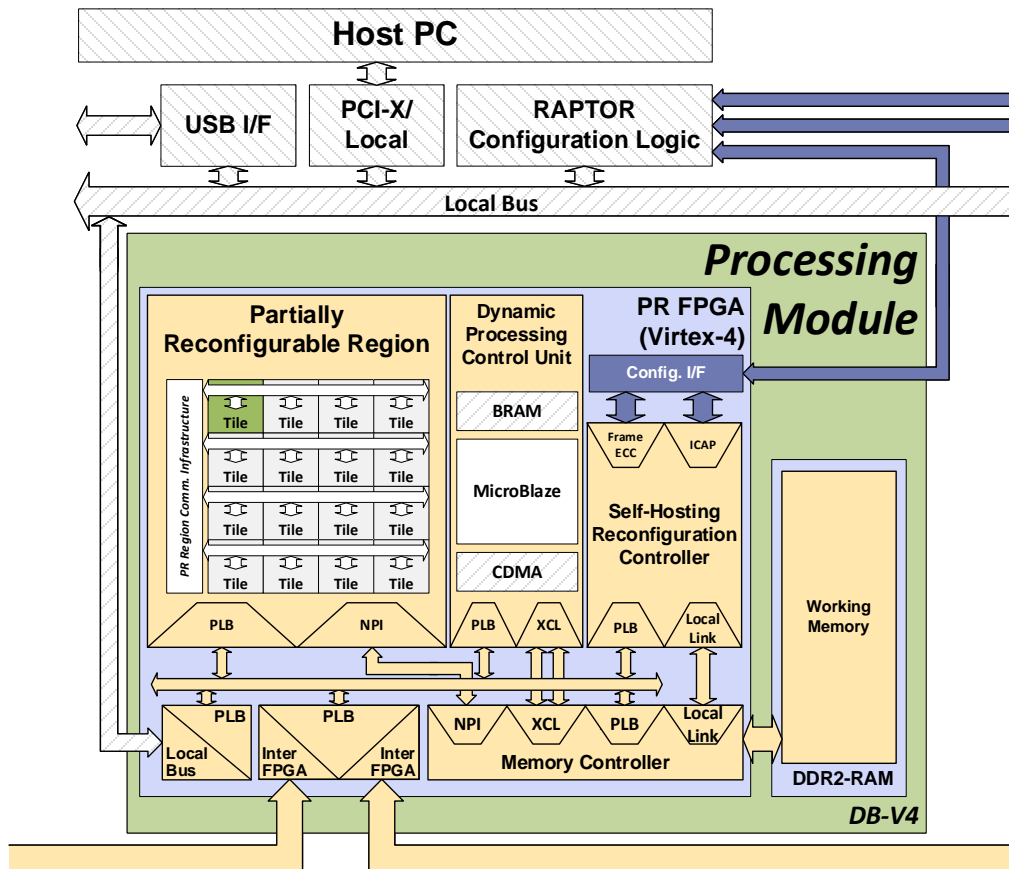 Host PC
USB I/F
PCI-X/
Local
RAPTOR
Configuration Logic
Local Bus
Processing
Module
Partially
Reconfigurable Region
PR Region Comm. Infrastructure
Tile Tile Tile Tile
Tile Tile Tile Tile
Tile Tile Tile Tile
Tile Tile Tile Tile
PLB
NPI
Dynamic
Processing
Control Unit
BRAM
MicroBlaze
CDMA
PLB
XCL
PR FPGA
(Virtex-4)
Config. I/F
Frame
ECC
ICAP
Self-Hosting
Reconfiguration
Controller
PLB
Local
Link
Working
Memory
DDR2-RAM
PLB
Local
Bus
PLB
Inter
FPGA
Inter
FPGA
NPI
XCL
PLB
Local
Link
Memory Controller
DB-V4